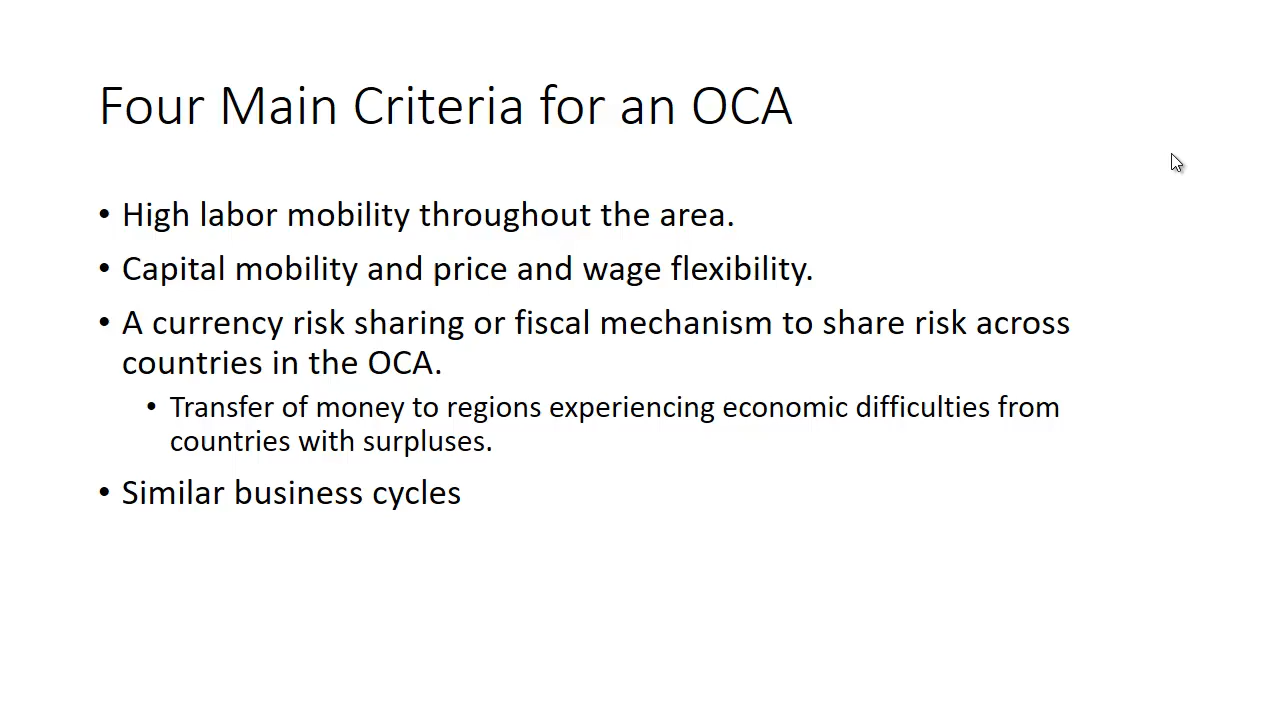 Four Main Criteria for an OCA
• High labor mobility throughout the area.
• Capital mobility and price and wage flexibility.
• A currency risk sharing or fiscal mechanism to share risk across
countries in the OCA.
• Transfer of money to regions experiencing economic difficulties from
countries with surpluses.
• Similar business cycles